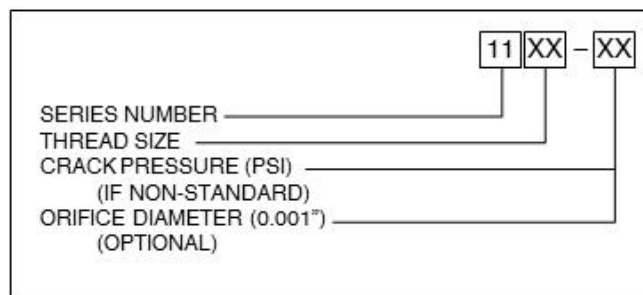 11 XX – XX
SERIES NUMBER
THREAD SIZE
CRACK PRESSURE (PSI)
(IF NON-STANDARD)
ORIFICE DIAMETER (0.001")
(OPTIONAL)